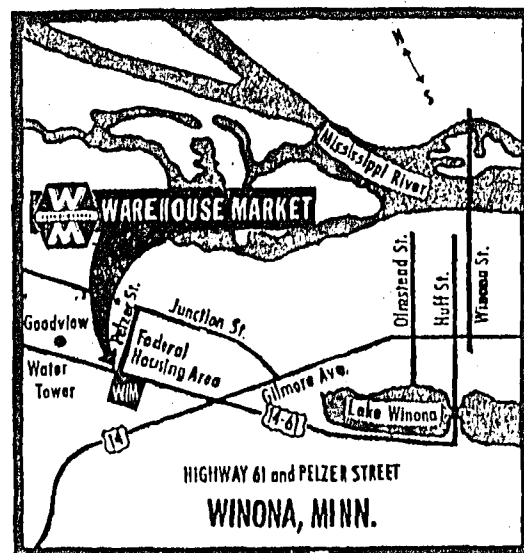 N
S
Mississippi River
W
M
WAREHOUSE MARKET
Olmstead St.
Huff St.
Winona St.
Pelzer St.
Junction St.
Goodview
Federal
Housing Area
Water
Tower
WM
Gilmore Ave.
14-61
Lake Winona
14
HIGHWAY 61 and PELZER STREET
WINONA, MINN.